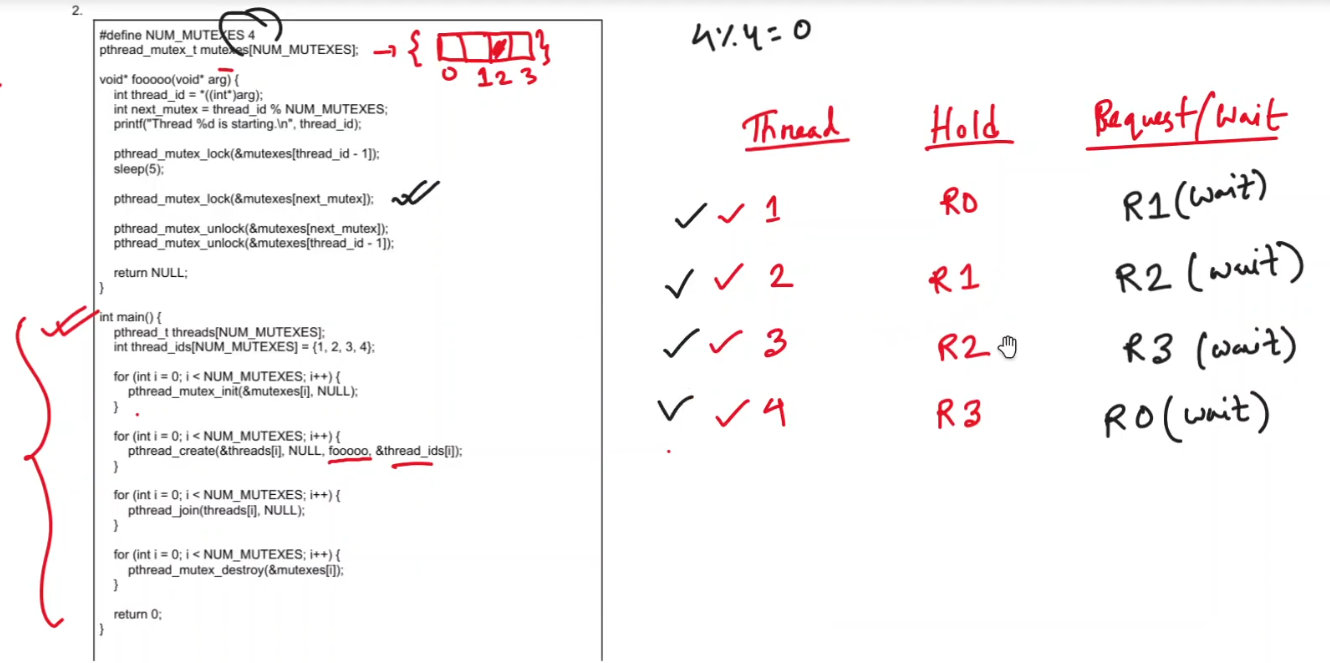 2.
#define NUM_MUTEXES 4
pthread_mutex_t mutexes[NUM_MUTEXES]; → { }
0 1 2 3
void* fooooo(void* arg) {
int thread_id = *((int*)arg);
int next_mutex = thread_id % NUM_MUTEXES;
printf("Thread %d is starting.\n", thread_id);
pthread_mutex_lock(&mutexes[thread_id - 1]);
sleep(5);
pthread_mutex_lock(&mutexes[next_mutex]);
pthread_mutex_unlock(&mutexes[next_mutex]);
pthread_mutex_unlock(&mutexes[thread_id - 1]);
return NULL;
}
int main() {
pthread_t threads[NUM_MUTEXES];
int thread_ids[NUM_MUTEXES] = {1, 2, 3, 4};
for (int i = 0; i < NUM_MUTEXES; i++) {
pthread_mutex_init(&mutexes[i], NULL);
}
for (int i = 0; i < NUM_MUTEXES; i++) {
pthread_create(&threads[i], NULL, fooooo, &thread_ids[i]);
}
for (int i = 0; i < NUM_MUTEXES; i++) {
pthread_join(threads[i], NULL);
}
for (int i = 0; i < NUM_MUTEXES; i++) {
pthread_mutex_destroy(&mutexes[i]);
}
return 0;
}
4%4=0
Thread Hold Request/Wait
1 R0 R1 (wait)
2 R1 R2 (wait)
3 R2 R3 (wait)
4 R3 R0 (wait)